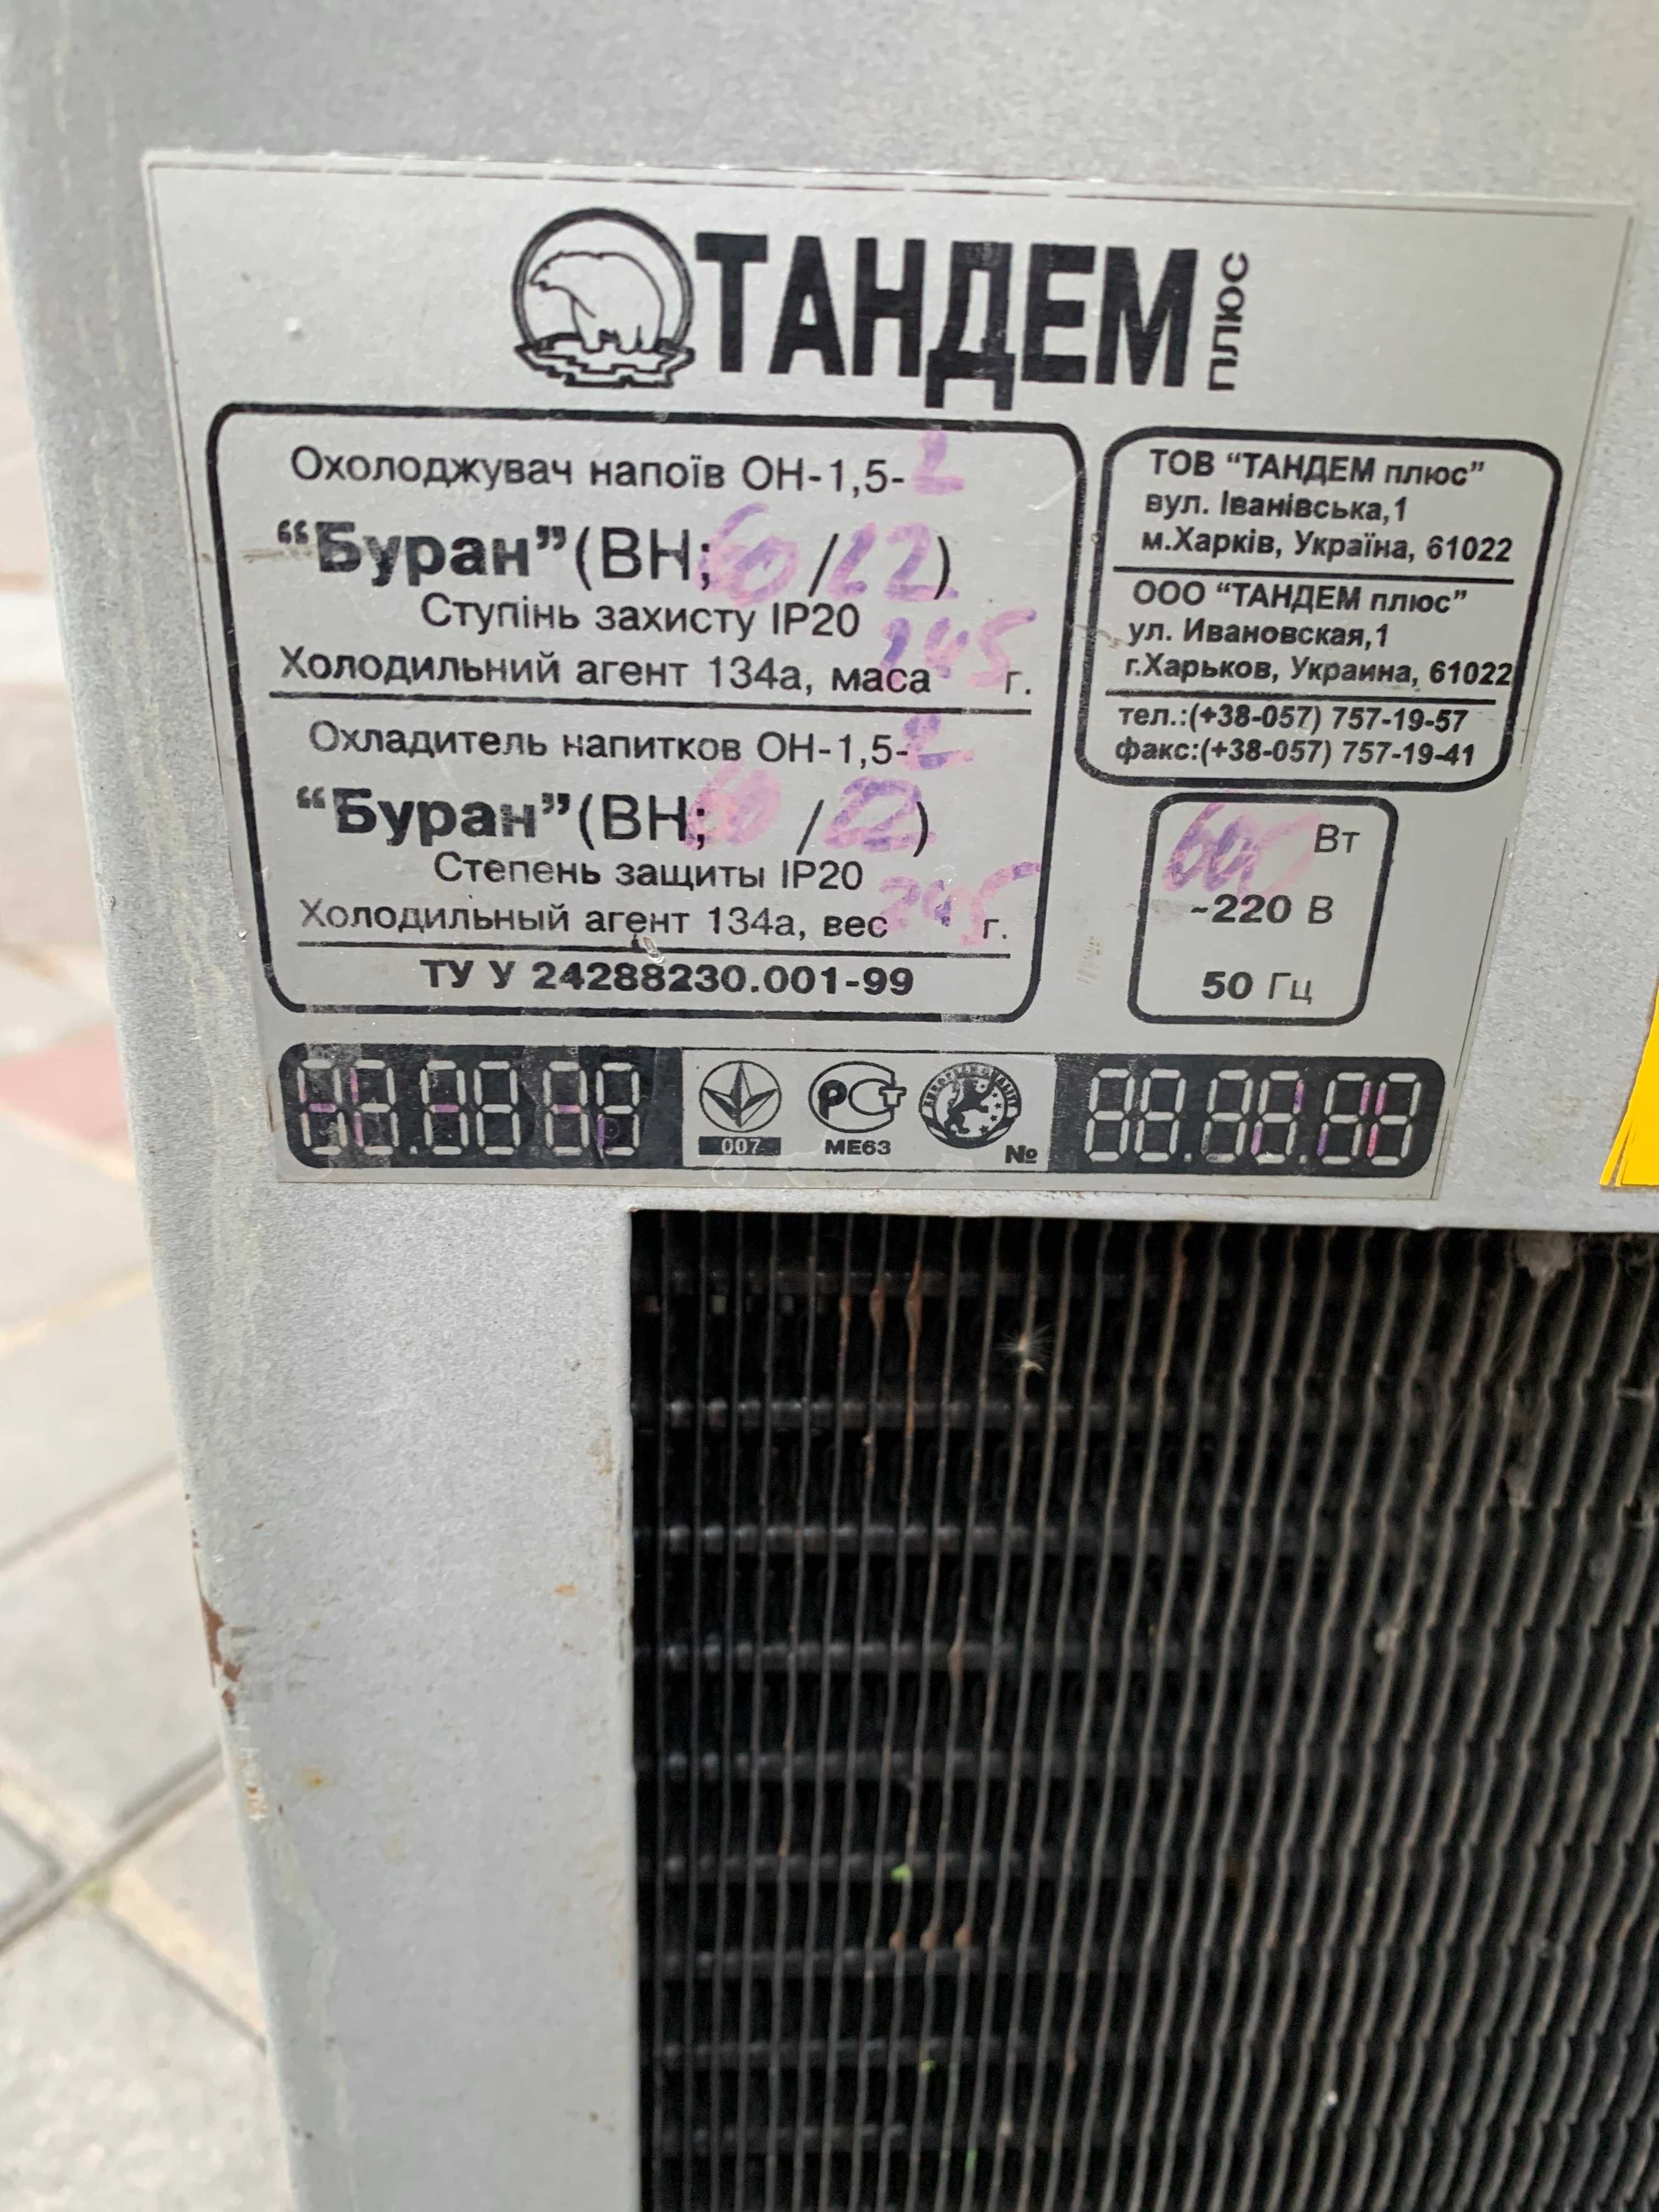 ТАНДЕМ ПЛЮС
Охолоджувач напоїв ОН-1,5-2
“Буран”(ВН; 60 /22)
Ступінь захисту IP20
Холодильний агент 134а, маса 245 г.
Охладитель напитков ОН-1,5-2
“Буран”(ВН; 60 /22)
Степень защиты IP20
Холодильный агент 134а, вес 245 г.
ТУ У 24288230.001-99
ТОВ “ТАНДЕМ плюс”
вул. Іванівська,1
м.Харків, Україна, 61022
ООО “ТАНДЕМ плюс”
ул. Ивановская,1
г.Харьков, Украина, 61022
тел.:(+38-057) 757-19-57
факс:(+38-057) 757-19-41
600 Вт
~220 В
50 Гц
007
РСТ
МЕ63
№